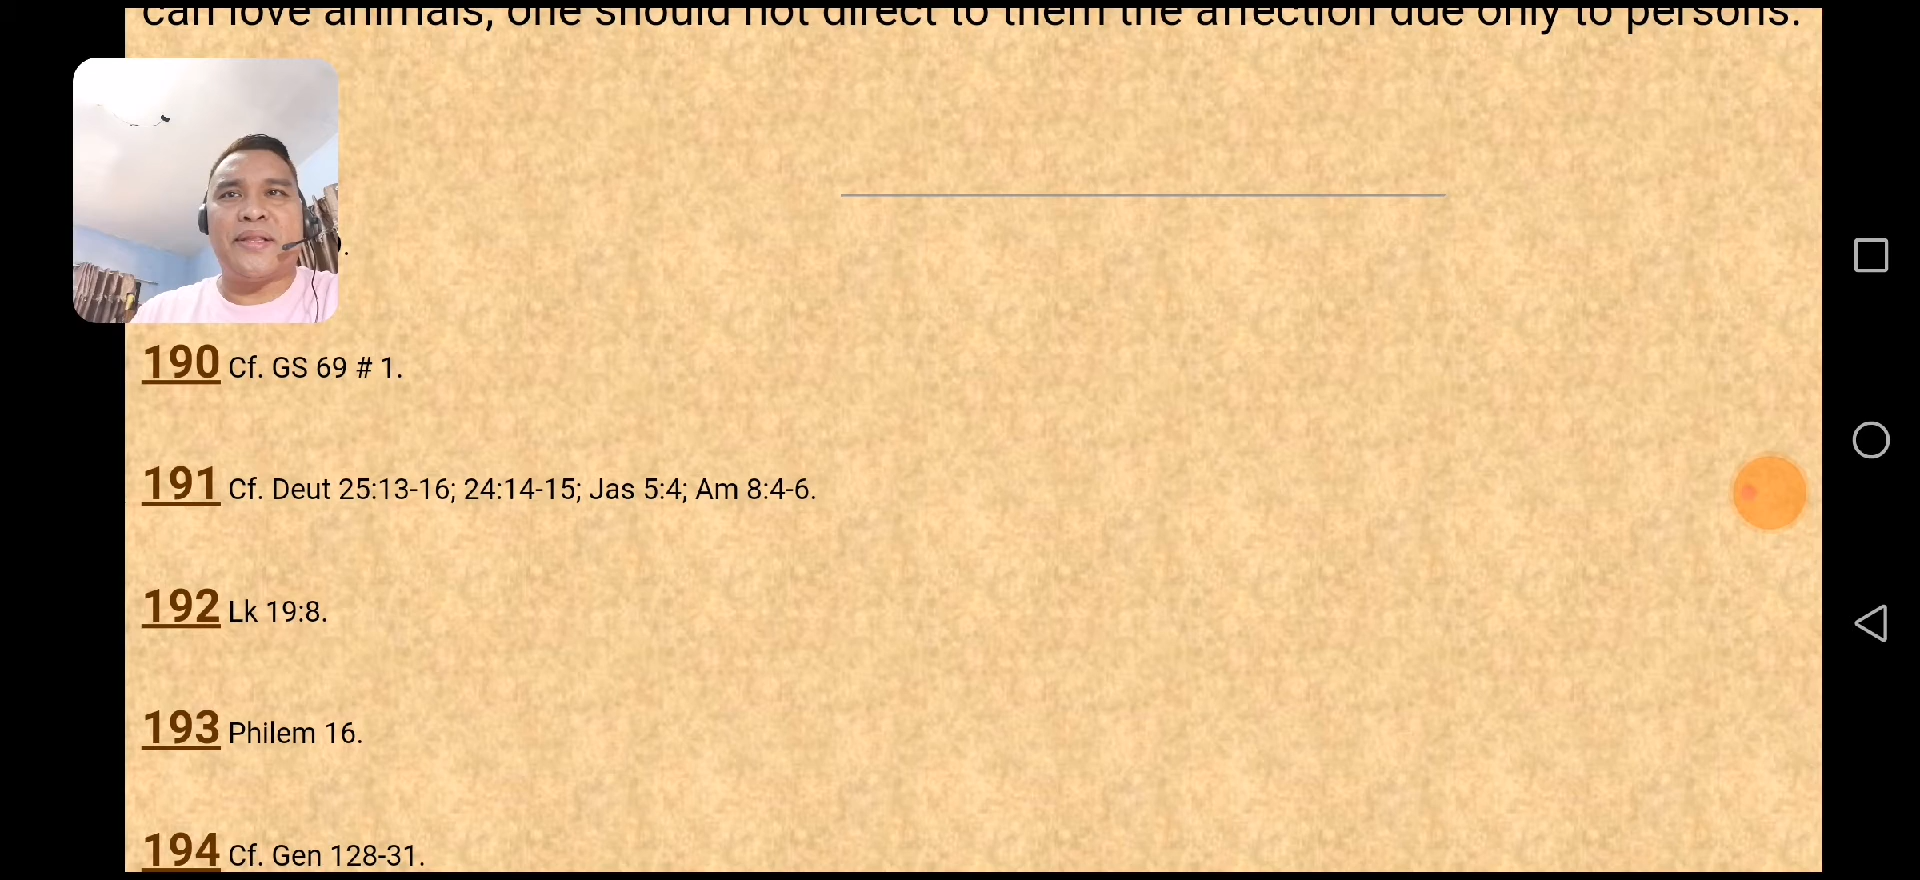 can love animals, one should not direct to them the affection due only to persons.
190 Cf. GS 69 # 1.
191 Cf. Deut 25:13-16; 24:14-15; Jas 5:4; Am 8:4-6.
192 Lk 19:8.
193 Philem 16.
194 Cf. Gen 128-31.